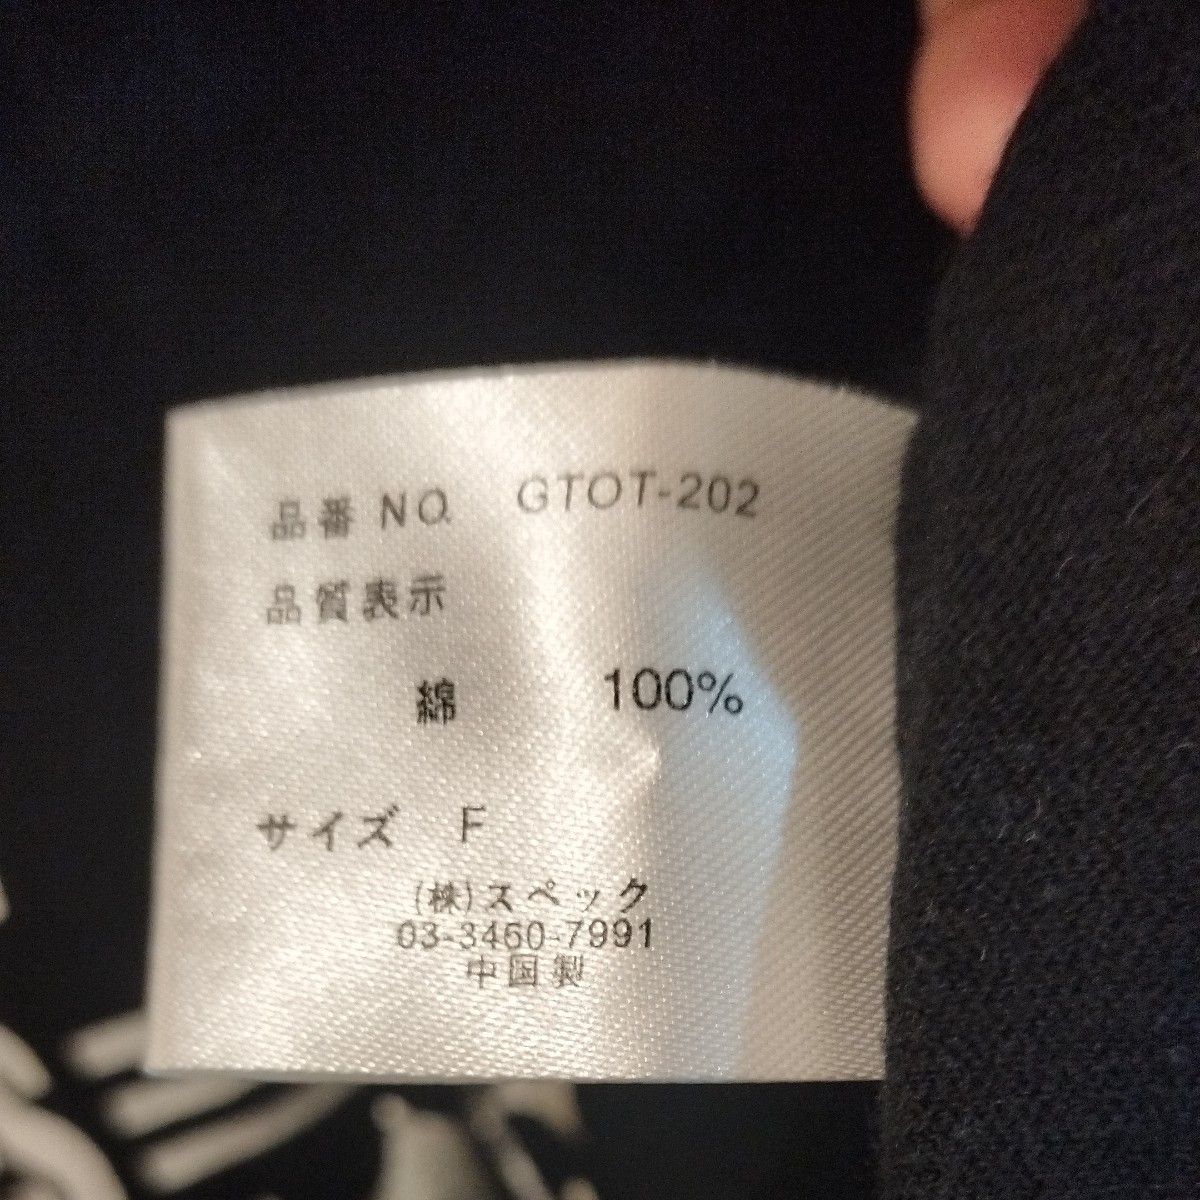 品番 NO. GTOT-202
品質表示
綿 100%
サイズ F
(株)スペック
03-3460-7991
中国製